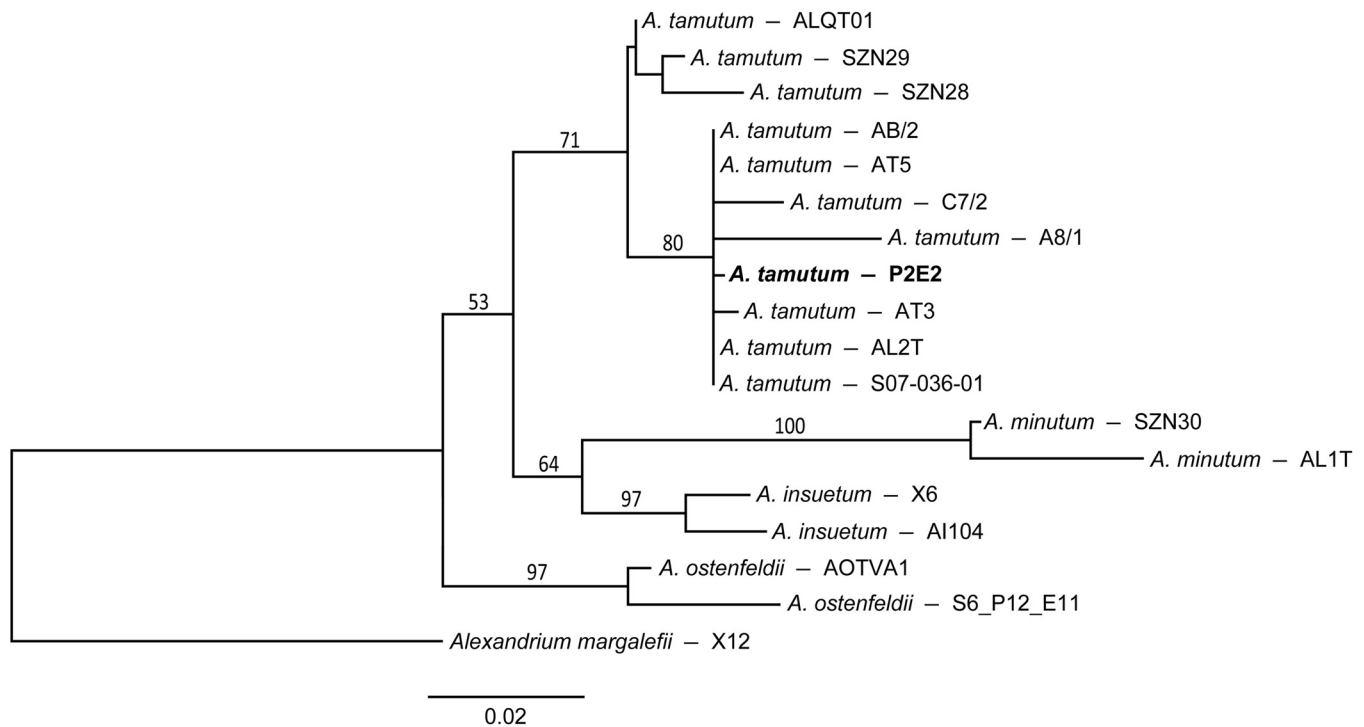 A. tamutum – ALQT01
A. tamutum – SZN29
A. tamutum – SZN28
A. tamutum – AB/2
71
A. tamutum – AT5
A. tamutum – C7/2
A. tamutum – A8/1
80
A. tamutum – P2E2
53
A. tamutum – AT3
A. tamutum – AL2T
A. tamutum – S07-036-01
A. minutum – SZN30
100
A. minutum – AL1T
64
A. insuetum – X6
97
A. insuetum – AI104
A. ostenfeldii – AOTVA1
97
A. ostenfeldii – S6_P12_E11
Alexandrium margalefii – X12
0.02